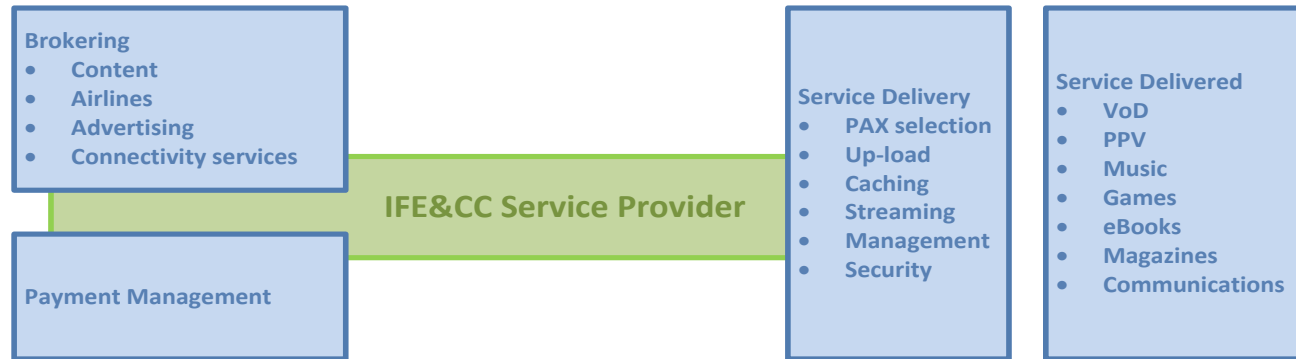 Brokering
• Content
• Airlines
• Advertising
• Connectivity services
IFE&CC Service Provider
Payment Management
Service Delivery
• PAX selection
• Up-load
• Caching
• Streaming
• Management
• Security
Service Delivered
• VoD
• PPV
• Music
• Games
• eBooks
• Magazines
• Communications